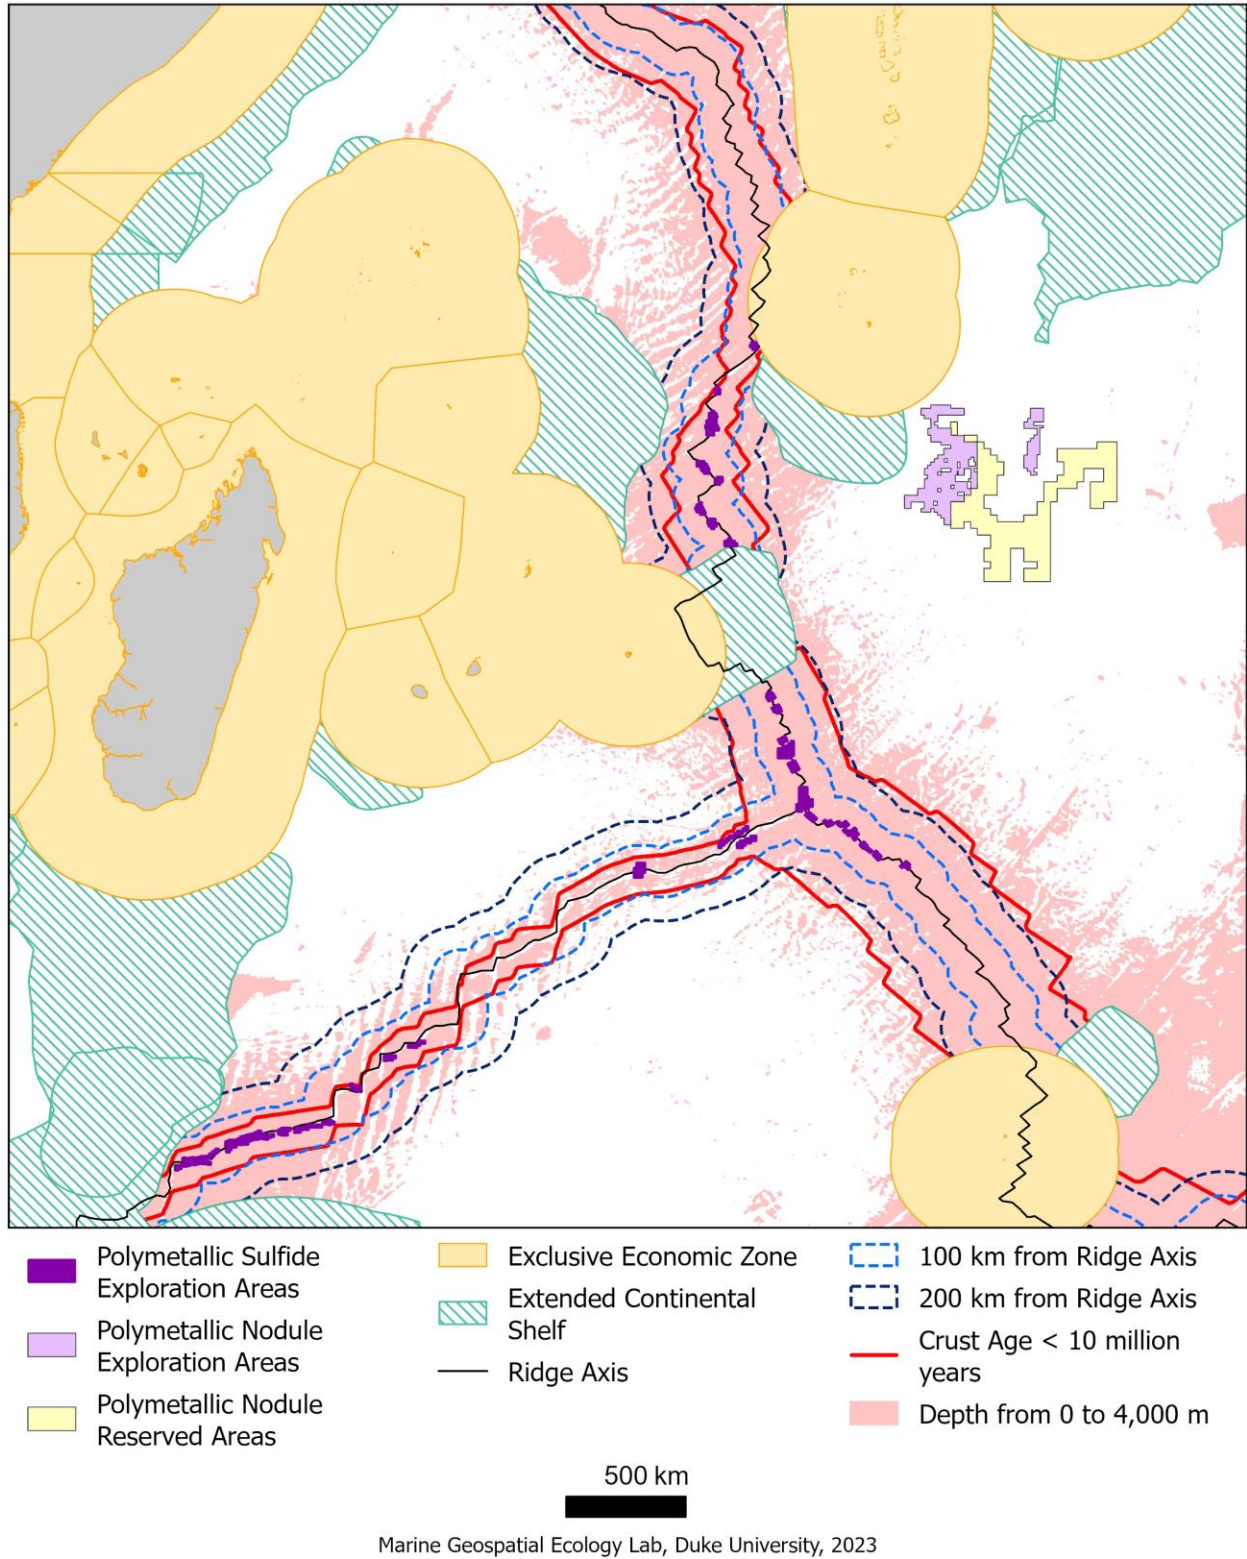 Polymetallic Sulfide
Exploration Areas
Polymetallic Nodule
Exploration Areas
Polymetallic Nodule
Reserved Areas
Exclusive Economic Zone
Extended Continental
Shelf
Ridge Axis
100 km from Ridge Axis
200 km from Ridge Axis
Crust Age < 10 million
years
Depth from 0 to 4,000 m
500 km
Marine Geospatial Ecology Lab, Duke University, 2023